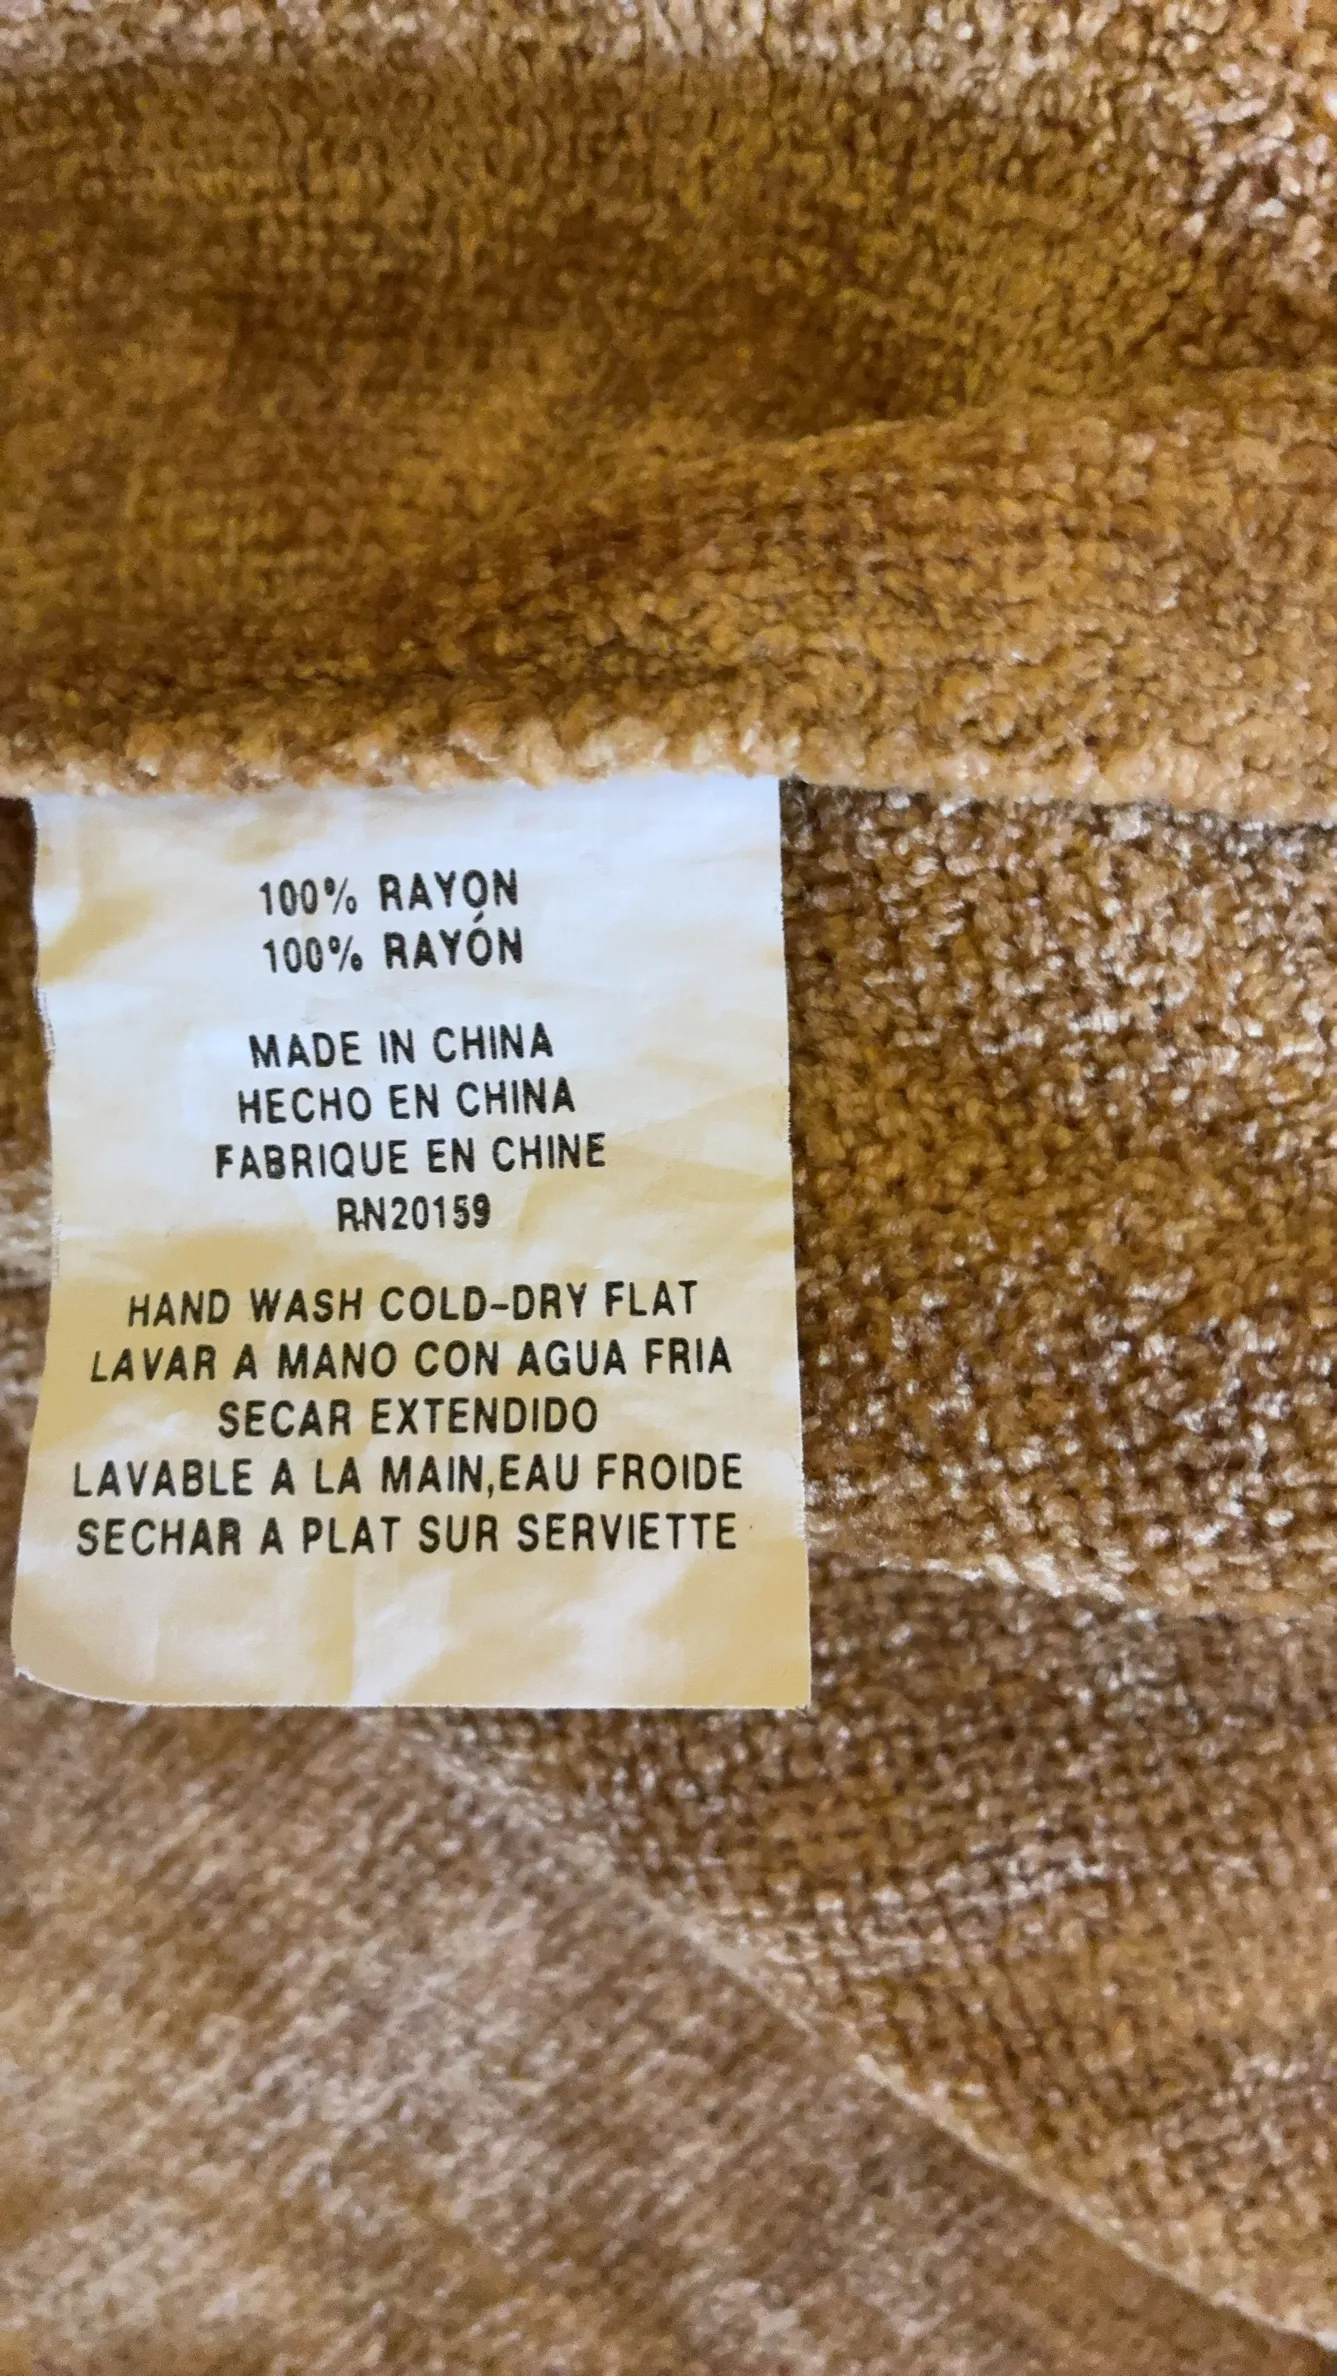 100% RAYON
100% RAYÓN
MADE IN CHINA
HECHO EN CHINA
FABRIQUE EN CHINE
RN20159
HAND WASH COLD-DRY FLAT
LAVAR A MANO CON AGUA FRIA
SECAR EXTENDIDO
LAVABLE A LA MAIN,EAU FROIDE
SECHAR A PLAT SUR SERVIETTE